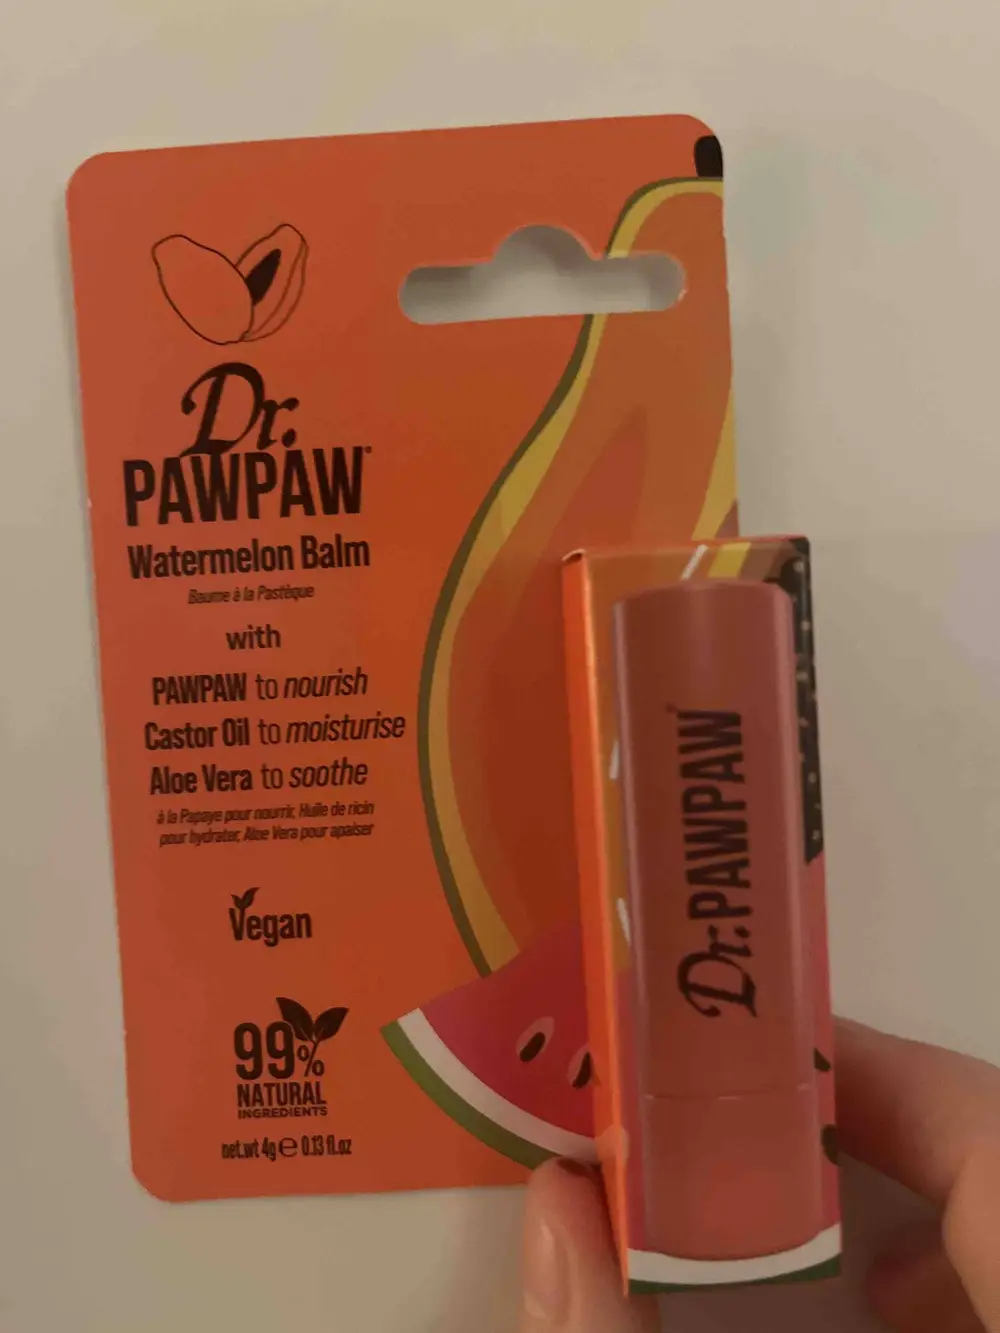 Dr.
PAWPAW
Watermelon Balm
Baume à la Pastèque
with
PAWPAW to nourish
Castor Oil to moisturise
Aloe Vera to soothe
à la Papaye pour nourrir, Huile de ricin
pour hydrater, Aloe Vera pour apaiser
Vegan
99%
NATURAL
INGREDIENTS
net.wt 4g ℮ 0.13 fl.oz
Dr. PAWPAW